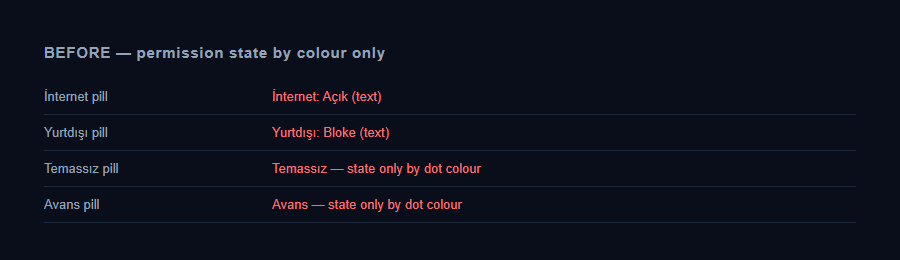 BEFORE — permission state by colour only
İnternet pill İnternet: Açık (text)
Yurtdışı pill Yurtdışı: Bloke (text)
Temassız pill Temassız — state only by dot colour
Avans pill Avans — state only by dot colour